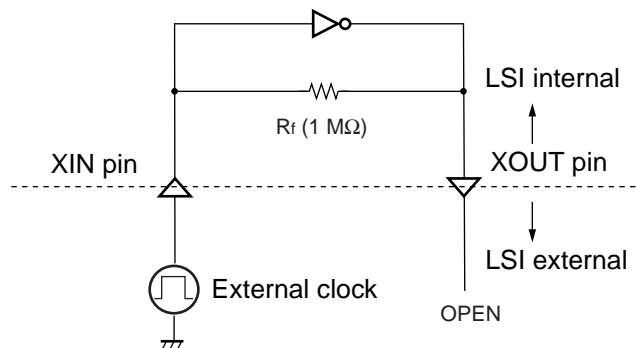 LSI internal
Rf (1 MΩ)
XIN pin
XOUT pin
LSI external
External clock
OPEN